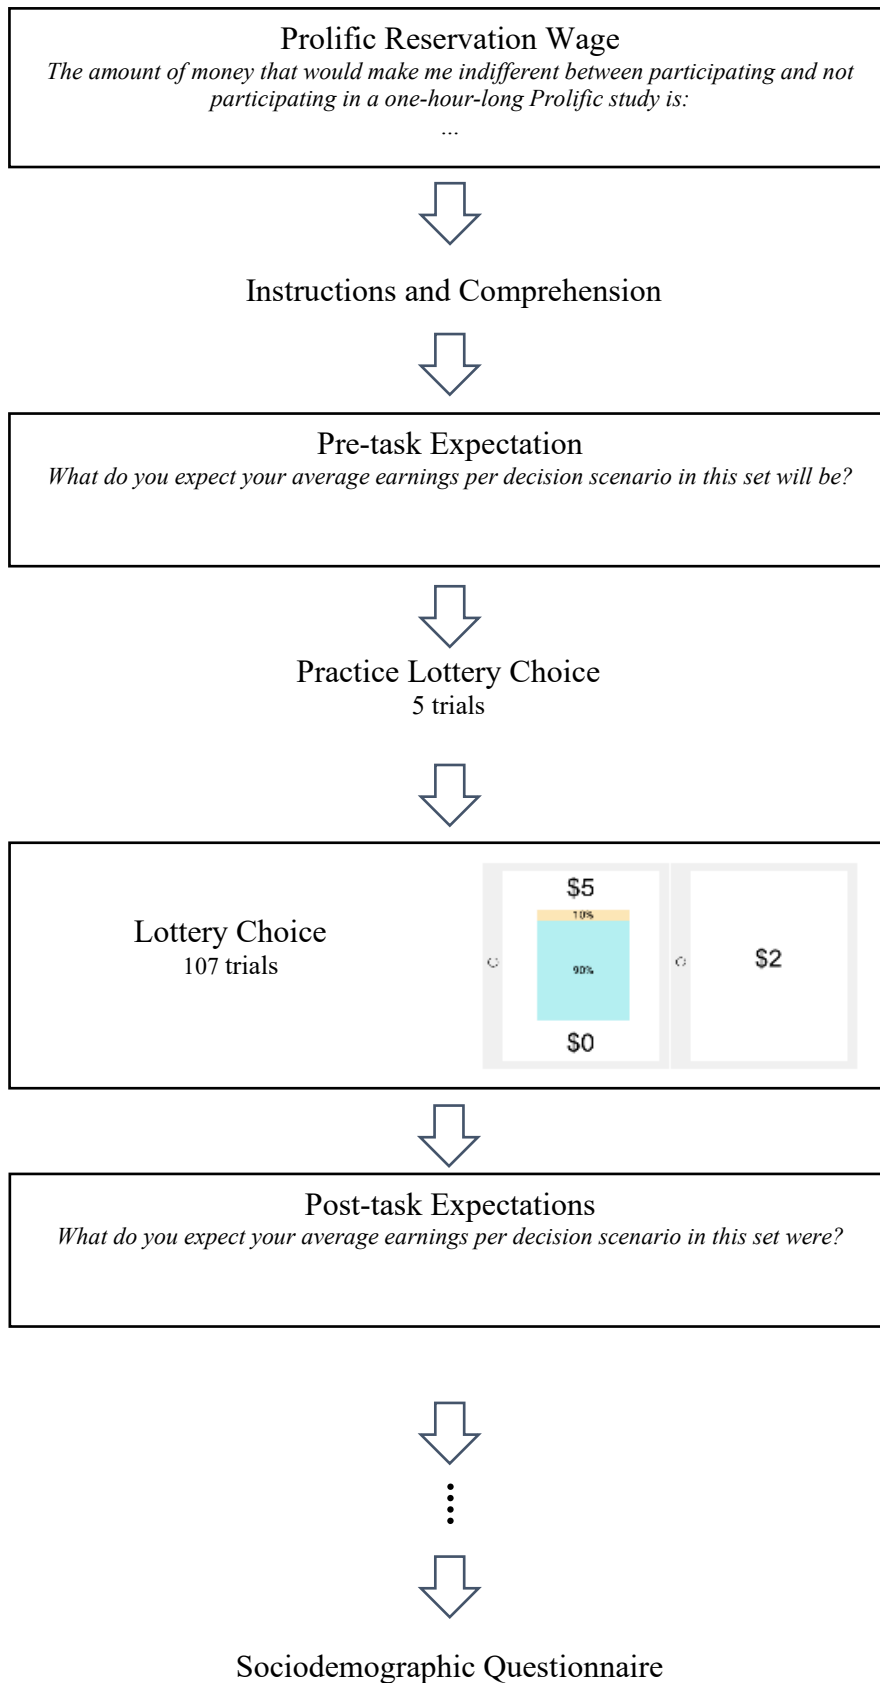 Prolific Reservation Wage
The amount of money that would make me indifferent between participating and not
participating in a one-hour-long Prolific study is:
...
Instructions and Comprehension
Pre-task Expectation
What do you expect your average earnings per decision scenario in this set will be?
Practice Lottery Choice
5 trials
Lottery Choice
107 trials
$5
10%
90%
$0
$2
Post-task Expectations
What do you expect your average earnings per decision scenario in this set were?
Sociodemographic Questionnaire